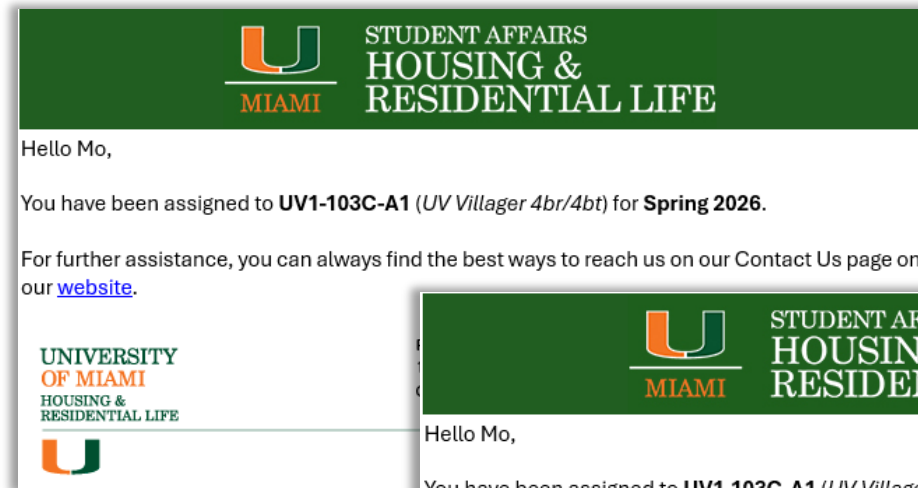 STUDENT AFFAIRS
HOUSING &
RESIDENTIAL LIFE
MIAMI
Hello Mo,
You have been assigned to UV1-103C-A1 (UV Villager 4br/4bt) for Spring 2026.
For further assistance, you can always find the best ways to reach us on our Contact Us page on
our website.
UNIVERSITY
OF MIAMI
HOUSING &
RESIDENTIAL LIFE
STUDENT
HOUSIN
RESIDE
MIAMI
Hello Mo,
You have been assigned to UV1-103C-A1 (UV